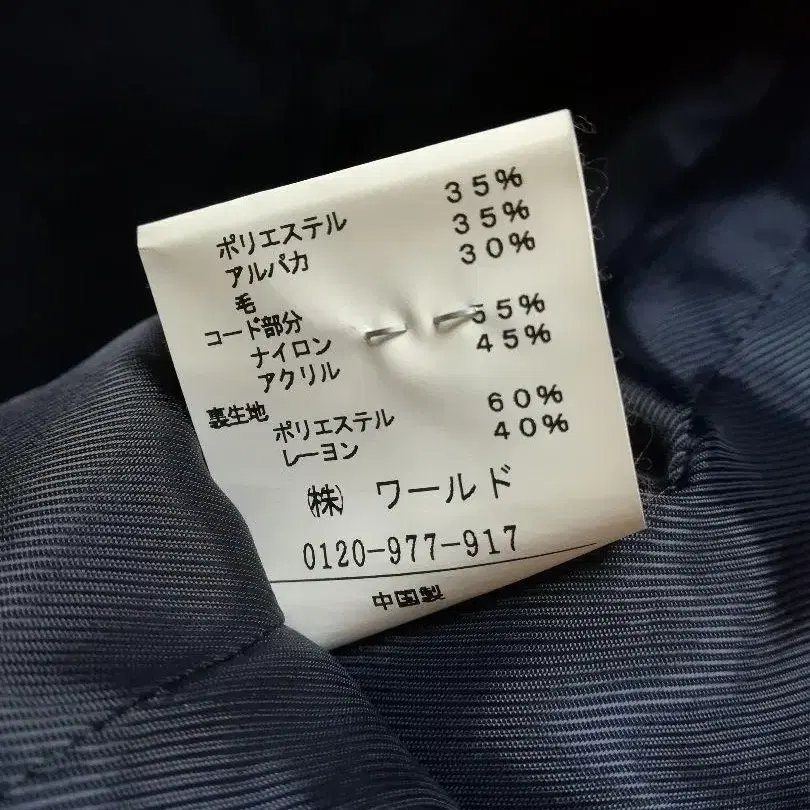 ポリエステル 35%
アルパカ 35%
毛 30%
コード部分
ナイロン 55%
アクリル 45%
裏生地
ポリエステル 60%
レーヨン 40%
㈱ ワールド
0120-977-917
中国製